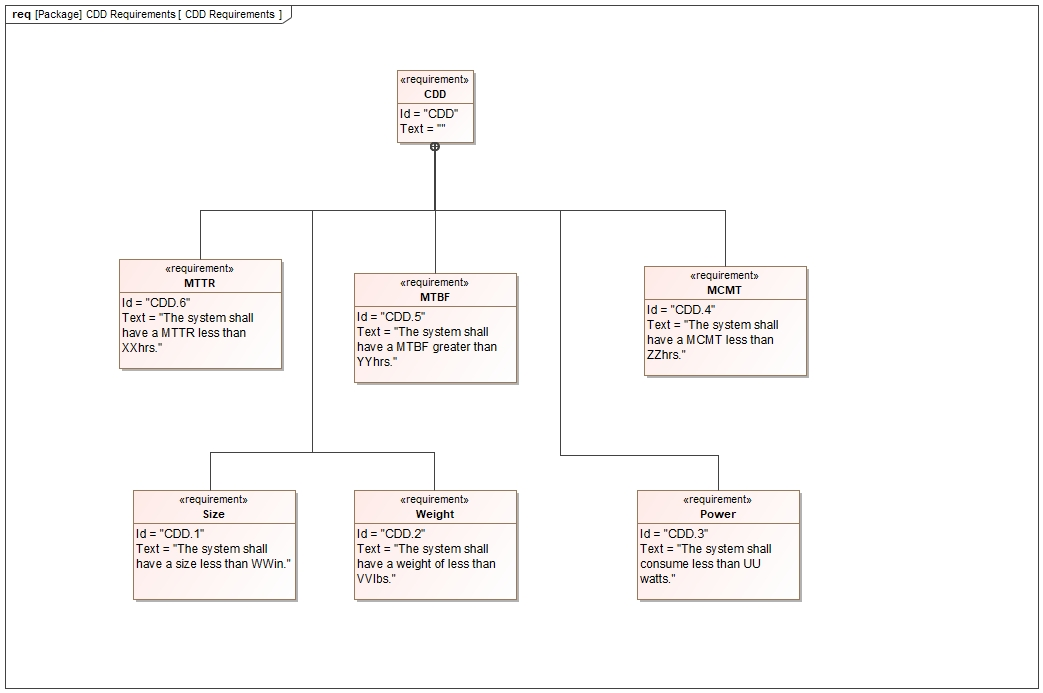 req [Package] CDD Requirements [ CDD Requirements ]
«requirement»
CDD
Id = "CDD"
Text = ""
«requirement»
MTTR
Id = "CDD.6"
Text = "The system shall
have a MTTR less than
XXhrs."
«requirement»
MTBF
Id = "CDD.5"
Text = "The system shall
have a MTBF greater than
YYhrs."
«requirement»
MCMT
Id = "CDD.4"
Text = "The system shall
have a MCMT less than
ZZhrs."
«requirement»
Size
Id = "CDD.1"
Text = "The system shall
have a size less than WWin."
«requirement»
Weight
Id = "CDD.2"
Text = "The system shall
have a weight of less than
VVlbs."
«requirement»
Power
Id = "CDD.3"
Text = "The system shall
consume less than UU
watts."